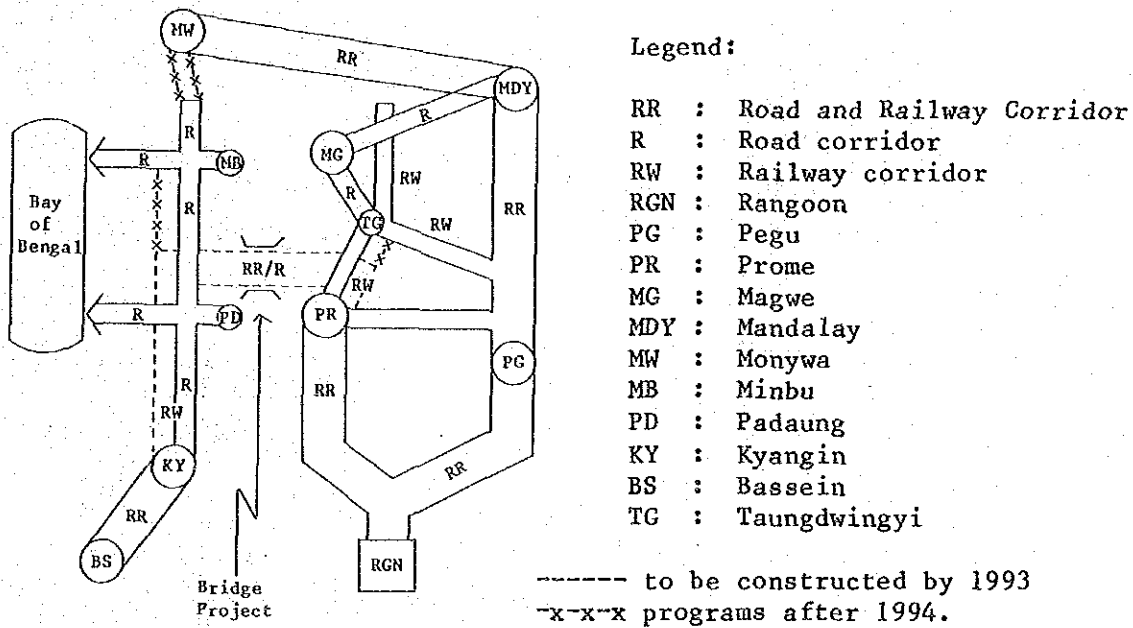 MW
RR
MDY
R
R
MG
R
MB
R
RW
Bay
of
Bengal
R
R
TG
RW
RR
RR/R
RW
R
PD
PR
PG
R
RR
RW
KY
RR
RR
BS
RGN
Bridge
Project
Legend:
RR : Road and Railway Corridor
R : Road corridor
RW : Railway corridor
RGN : Rangoon
PG : Pegu
PR : Prome
MG : Magwe
MDY : Mandalay
MW : Monywa
MB : Minbu
PD : Padaung
KY : Kyangin
BS : Bassein
TG : Taungdwingyi
------ to be constructed by 1993
-x-x-x programs after 1994.